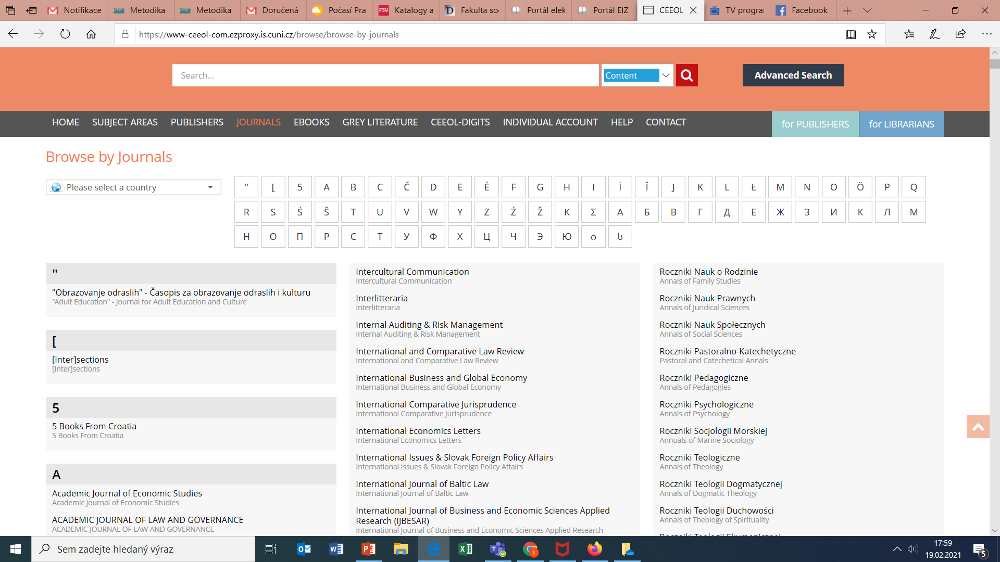 Notifikace
Metodika
Metodika
Doručená
Počasí Pra
Katalogy a
Fakulta so
Portál elek
Portál EIZ
CEEOL
TV progra
Facebook
https://www-ceeol-com.ezproxy.is.cuni.cz/browse/browse-by-journals
Search...
Content
Advanced Search
HOME SUBJECT AREAS PUBLISHERS JOURNALS EBOOKS GREY LITERATURE CEEOL-DIGITS INDIVIDUAL ACCOUNT HELP CONTACT for PUBLISHERS for LIBRARIANS
Browse by Journals
Please select a country
" [ 5 A B C Č D E É F G H I İ Î J K L Ł M N O Ö P Q
R S Ś Š T U V W Y Z Ź Ž К Σ А Б В Г Д Е Ж З И К Л М
Н О П Р С Т У Ф Х Ц Ч Э Ю ი ს
"
"Obrazovanje odraslih" - Časopis za obrazovanje odraslih i kulturu
"Adult Education" - Journal for Adult Education and Culture
[
[Inter]sections
[Inter]sections
5
5 Books From Croatia
5 Books From Croatia
A
Academic Journal of Economic Studies
Academic Journal of Economic Studies
ACADEMIC JOURNAL OF LAW AND GOVERNANCE
ACADEMIC JOURNAL OF LAW AND GOVERNANCE
Intercultural Communication
Intercultural Communication
Interlitteraria
Interlitteraria
Internal Auditing & Risk Management
Internal Auditing & Risk Management
International and Comparative Law Review
International and Comparative Law Review
International Business and Global Economy
International Business and Global Economy
International Comparative Jurisprudence
International Comparative Jurisprudence
International Economics Letters
International Economics Letters
International Issues & Slovak Foreign Policy Affairs
International Issues & Slovak Foreign Policy Affairs
International Journal of Baltic Law
International Journal of Baltic Law
International Journal of Business and Economic Sciences Applied
Research (IJBESAR)
International Journal of Business and Economic Sciences Applied Research
Roczniki Nauk o Rodzinie
Annals of Family Studies
Roczniki Nauk Prawnych
Annals of Juridical Sciences
Roczniki Nauk Społecznych
Annals of Social Sciences
Roczniki Pastoralno-Katechetyczne
Pastoral and Catechetical Annals
Roczniki Pedagogiczne
Annals of Pedagogies
Roczniki Psychologiczne
Annals of Psychology
Roczniki Socjologii Morskiej
Annuals of Marine Sociology
Roczniki Teologiczne
Annals of Theology
Roczniki Teologii Dogmatycznej
Annals of Dogmatic Theology
Roczniki Teologii Duchowości
Annals of Theology of Spirituality
Roczniki Teologii Ekumenicznej
Sem zadejte hledaný výraz
17:59
19.02.2021
5